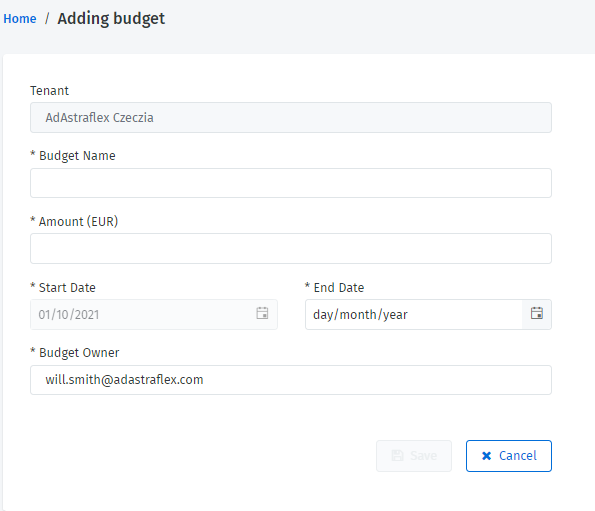 Home / Adding budget
Tenant
AdAstraflex Czeczia
* Budget Name
* Amount (EUR)
* Start Date * End Date
01/10/2021 day/month/year
* Budget Owner
will.smith@adastraflex.com
Save Cancel